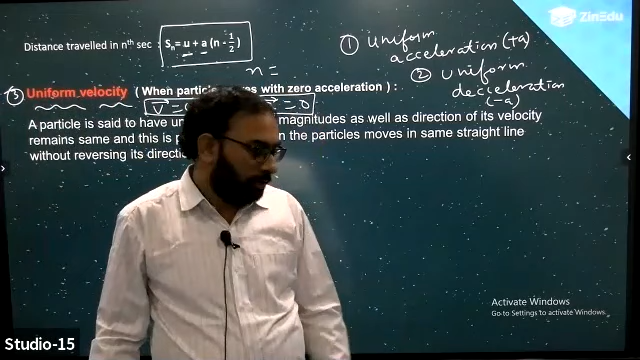 ZinEdu
Distance travelled in nth sec : Sn= u + a (n - 1/2)
n =
① Uniform
acceleration (+a)
② Uniform
decceleration
(-a)
③ Uniform velocity ( When particle moves with zero acceleration ) :
= 0
A particle is said to have magnitudes as well as direction of its velocity
remains same and this is the particles moves in same straight line
without reversing its
Activate Windows
Go to Settings to activate Windows.
Studio-15